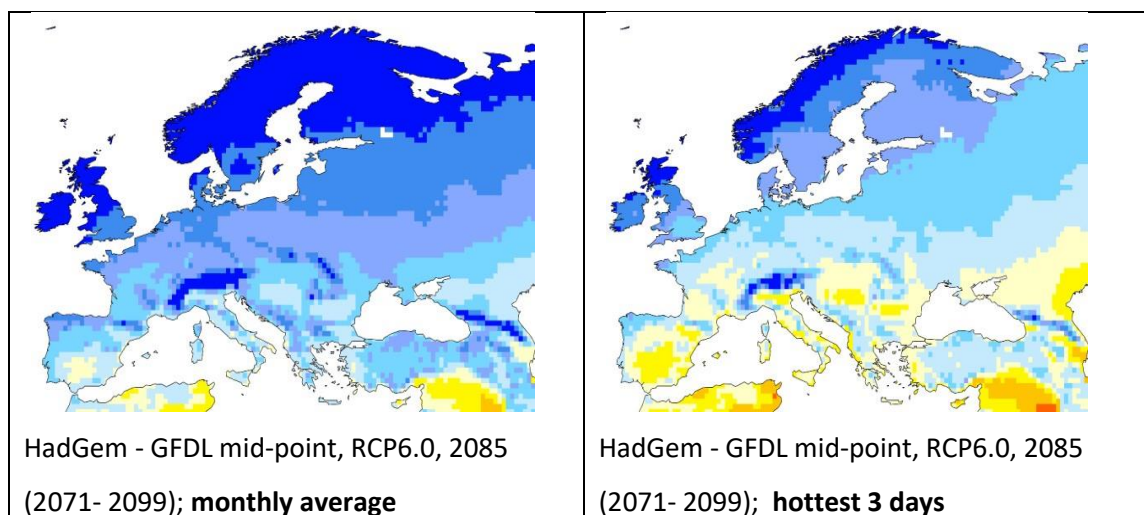 HadGem - GFDL mid-point, RCP6.0, 2085
(2071- 2099); monthly average
HadGem - GFDL mid-point, RCP6.0, 2085
(2071- 2099);  hottest 3 days